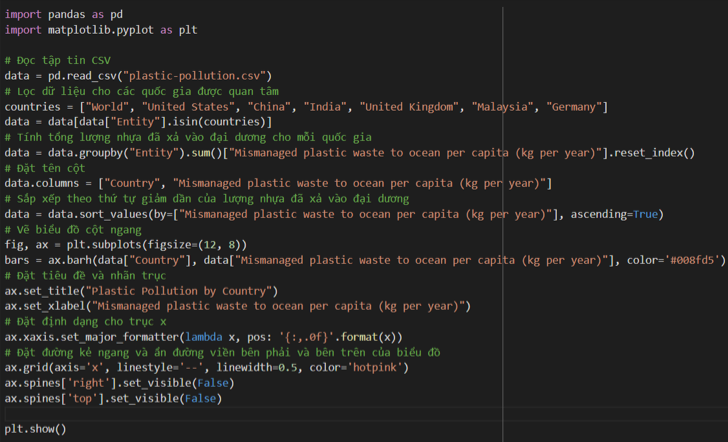 import pandas as pd
import matplotlib.pyplot as plt
# Đọc tập tin CSV
data = pd.read_csv("plastic-pollution.csv")
# Lọc dữ liệu cho các quốc gia được quan tâm
countries = ["World", "United States", "China", "India", "United Kingdom", "Malaysia", "Germany"]
data = data[data["Entity"].isin(countries)]
# Tính tổng lượng nhựa đã xả vào đại dương cho mỗi quốc gia
data = data.groupby("Entity").sum()["Mismanaged plastic waste to ocean per capita (kg per year)"].reset_index()
# Đặt tên cột
data.columns = ["Country", "Mismanaged plastic waste to ocean per capita (kg per year)"]
# Sắp xếp theo thứ tự giảm dần của lượng nhựa đã xả vào đại dương
data = data.sort_values(by=["Mismanaged plastic waste to ocean per capita (kg per year)"], ascending=True)
# Vẽ biểu đồ cột ngang
fig, ax = plt.subplots(figsize=(12, 8))
bars = ax.barh(data["Country"], data["Mismanaged plastic waste to ocean per capita (kg per year)"], color='#008fd5')
# Đặt tiêu đề và nhãn trục
ax.set_title("Plastic Pollution by Country")
ax.set_xlabel("Mismanaged plastic waste to ocean per capita (kg per year)")
# Đặt định dạng cho trục x
ax.xaxis.set_major_formatter(lambda x, pos: '{:,.0f}'.format(x))
# Đặt đường kẻ ngang và ẩn đường viền bên phải và bên trên của biểu đồ
ax.grid(axis='x', linestyle='--', linewidth=0.5, color='hotpink')
ax.spines['right'].set_visible(False)
ax.spines['top'].set_visible(False)
plt.show()